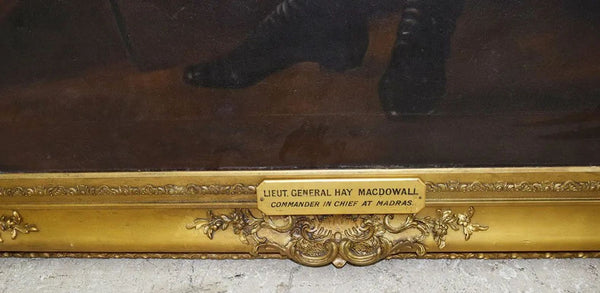 LIEUT. GENERAL HAY MACDOWALL
COMMANDER IN CHIEF AT MADRAS.